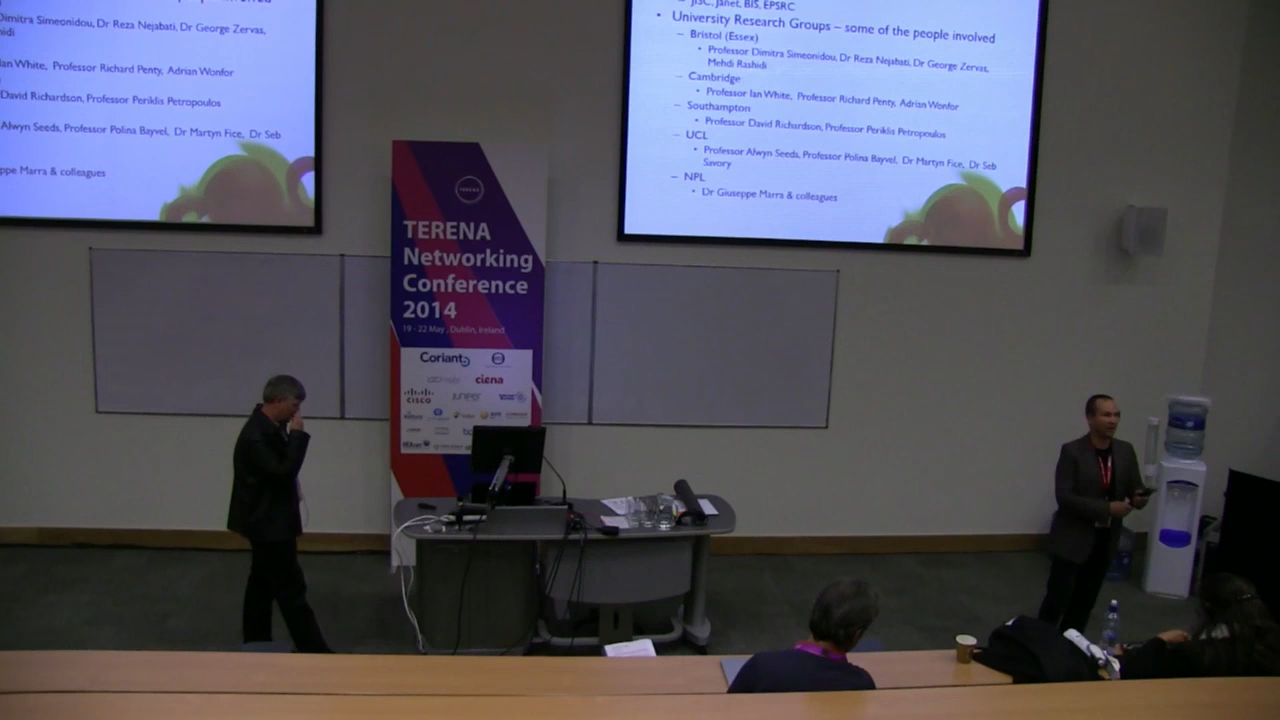 Dimitra Simeonidou, Dr Reza Nejabati, Dr George Zervas,
Ian White, Professor Richard Penty, Adrian Wonfor
David Richardson, Professor Periklis Petropoulos
Alwyn Seeds, Professor Polina Bayvel, Dr Martyn Fice, Dr Seb
ppe Marra & colleagues
JISC, Janet, BIS, EPSRC
• University Research Groups – some of the people involved
– Bristol (Essex)
• Professor Dimitra Simeonidou, Dr Reza Nejabati, Dr George Zervas,
Mehdi Rashidi
– Cambridge
• Professor Ian White, Professor Richard Penty, Adrian Wonfor
– Southampton
• Professor David Richardson, Professor Periklis Petropoulos
– UCL
• Professor Alwyn Seeds, Professor Polina Bayvel, Dr Martyn Fice, Dr Seb
Savory
– NPL
• Dr Giuseppe Marra & colleagues
TERENA
TERENA
Networking
Conference
2014
19 - 22 May, Dublin, Ireland
Coriant
ciena
CISCO
JUNIPER